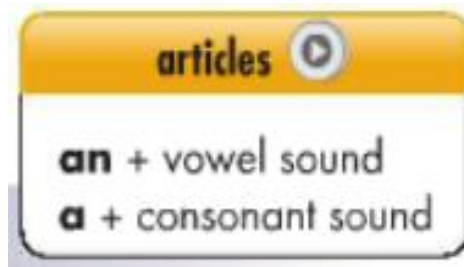 articles
an + vowel sound
a + consonant sound